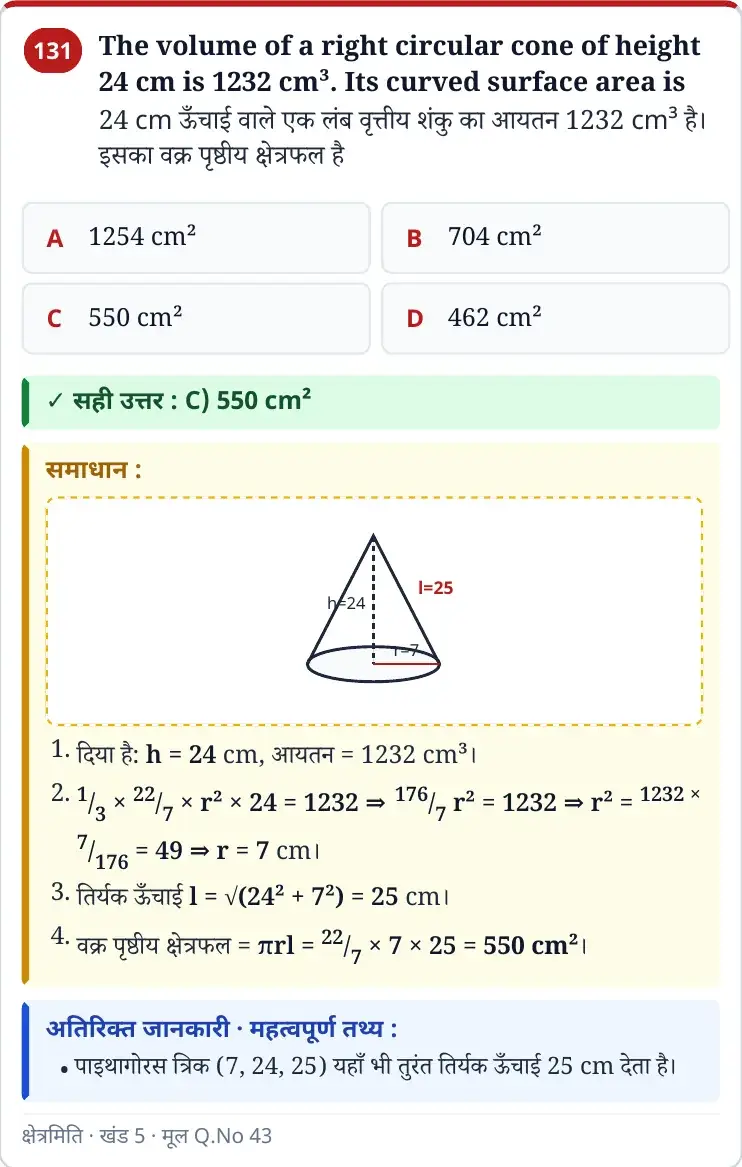 131
The volume of a right circular cone of height
24 cm is 1232 cm³. Its curved surface area is
24 cm ऊँचाई वाले एक लंब वृत्तीय शंकु का आयतन 1232 cm³ है।
इसका वक्र पृष्ठीय क्षेत्रफल है
A 1254 cm²
B 704 cm²
C 550 cm²
D 462 cm²
✓ सही उत्तर : C) 550 cm²
समाधान :
l=25
h=24
r=7
1. दिया है: h = 24 cm, आयतन = 1232 cm³।
2. ¹/₃ × ²²/₇ × r² × 24 = 1232 ⇒ ¹⁷⁶/₇ r² = 1232 ⇒ r² = ¹²³² ×
⁷/₁₇₆ = 49 ⇒ r = 7 cm।
3. तिर्यक ऊँचाई l = √(24² + 7²) = 25 cm।
4. वक्र पृष्ठीय क्षेत्रफल = πrl = ²²/₇ × 7 × 25 = 550 cm²।
अतिरिक्त जानकारी · महत्वपूर्ण तथ्य :
• पाइथागोरस त्रिक (7, 24, 25) यहाँ भी तुरंत तिर्यक ऊँचाई 25 cm देता है।
क्षेत्रमिति · खंड 5 · मूल Q.No 43